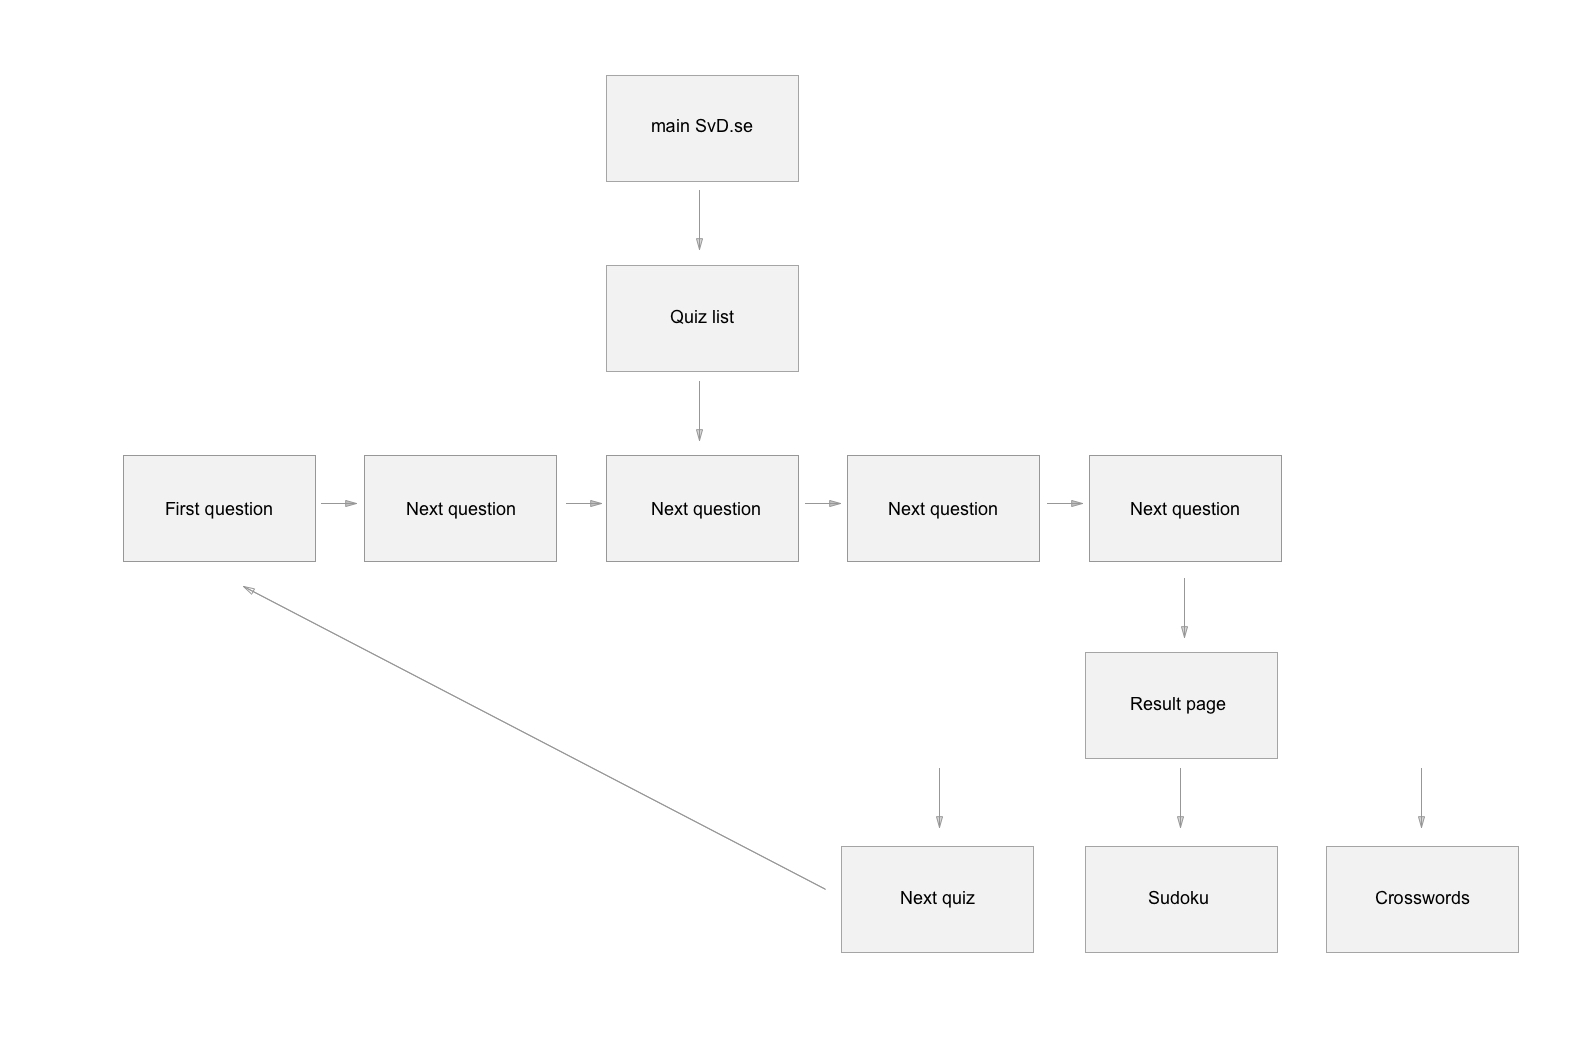 main SvD.se
Quiz list
First question
Next question
Next question
Next question
Next question
Result page
Next quiz
Sudoku
Crosswords